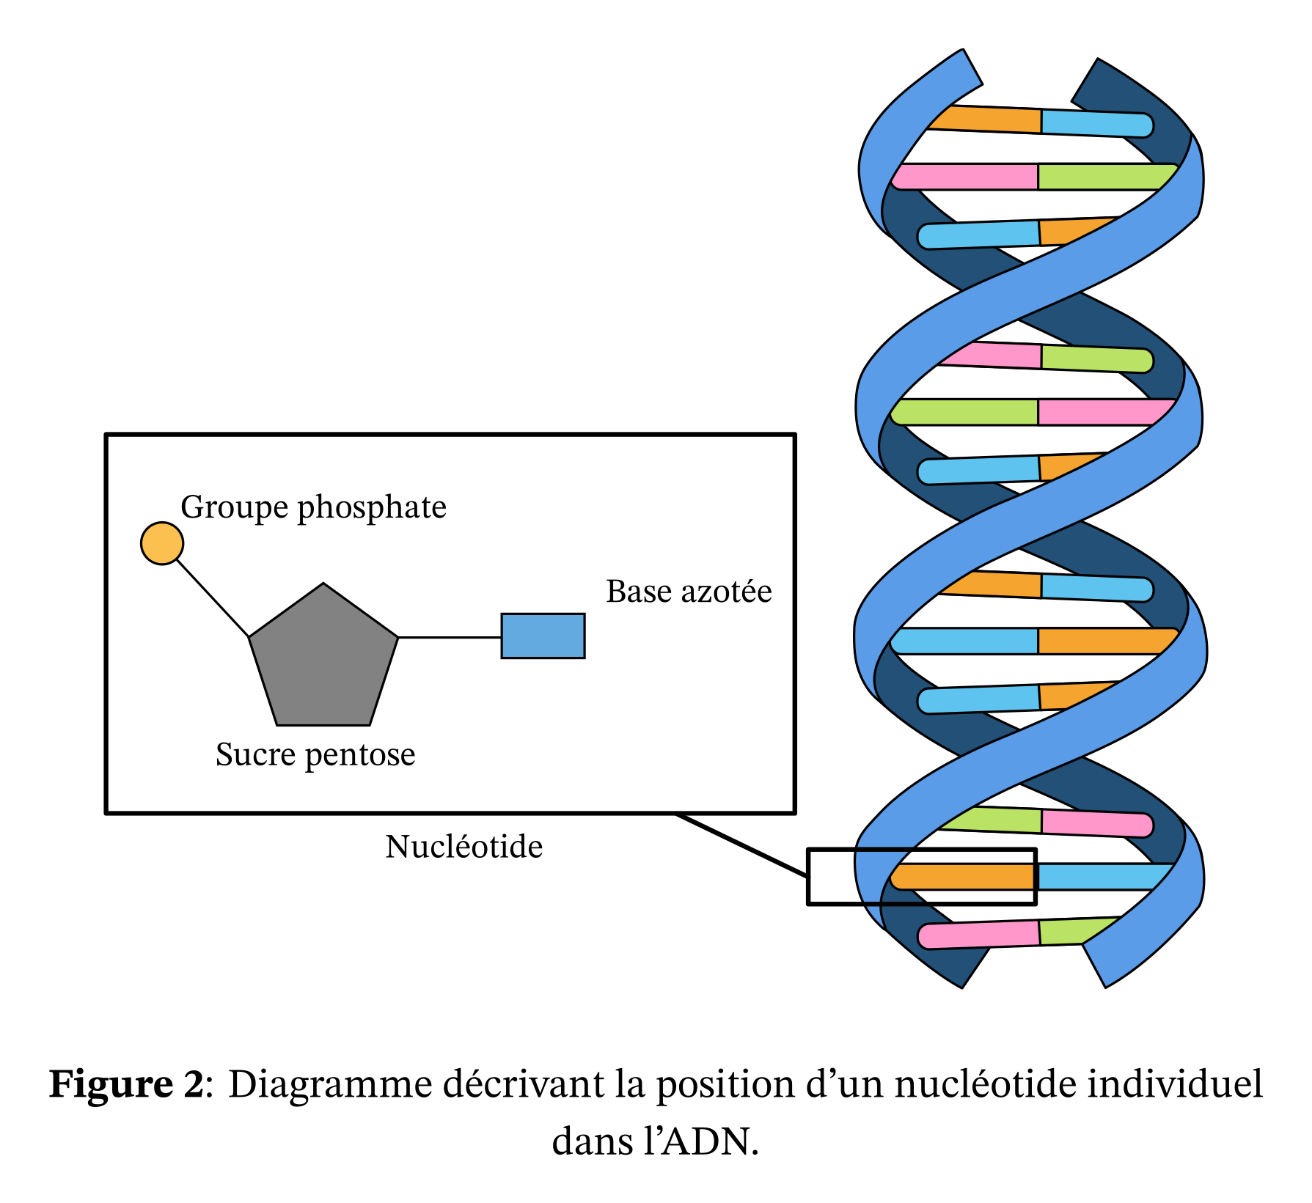 Groupe phosphate
Base azotée
Sucre pentose
Nucléotide
Figure 2: Diagramme décrivant la position d’un nucléotide individuel
dans l’ADN.